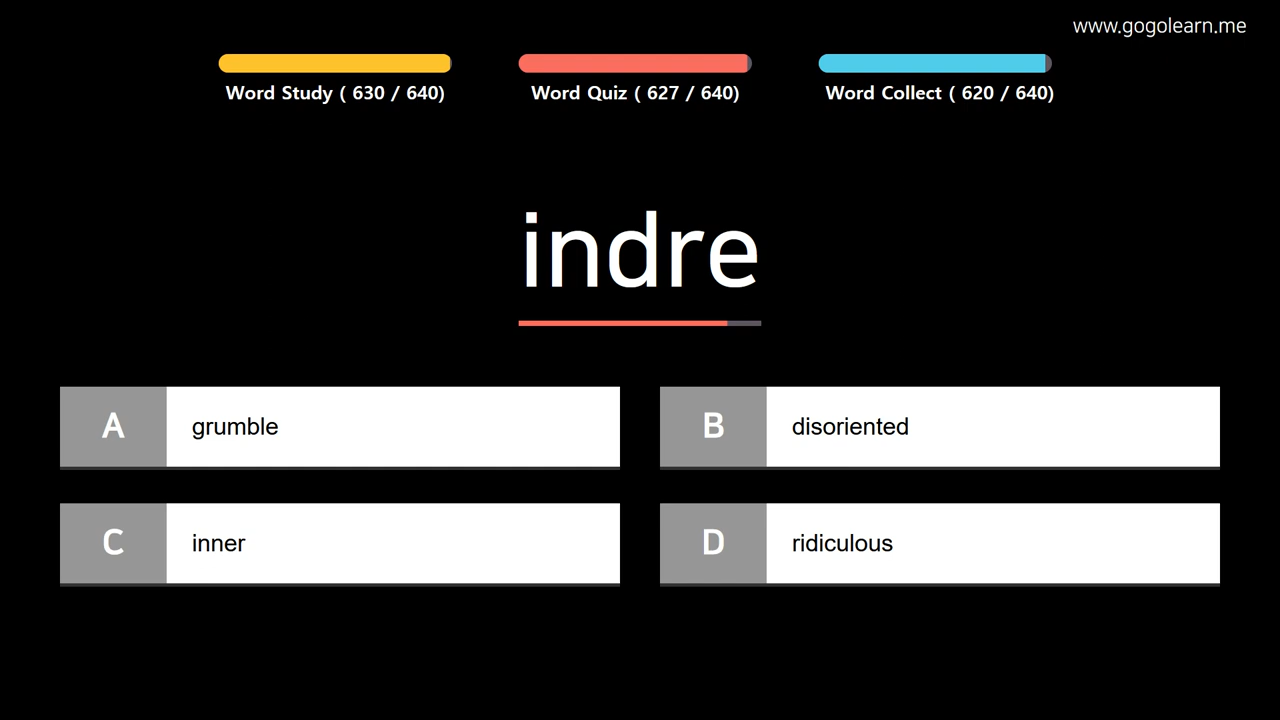 www.gogolearn.me
Word Study ( 630 / 640)
Word Quiz ( 627 / 640)
Word Collect ( 620 / 640)
indre
A grumble
B disoriented
C inner
D ridiculous